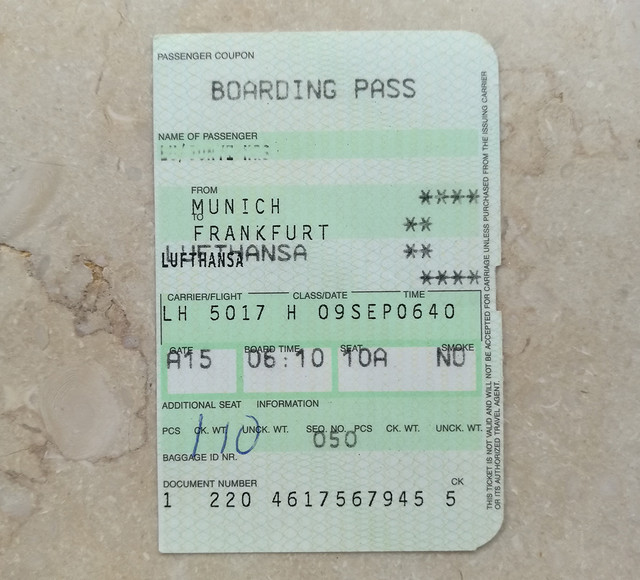 PASSENGER COUPON
BOARDING PASS
NAME OF PASSENGER
FROM
MUNICH ****
TO
FRANKFURT **
LUFTHANSA **
LUFTHANSA
****
CARRIER/FLIGHT CLASS/DATE TIME
LH 5017 H 09SEP0640
GATE BOARD TIME SEAT SMOKE
A15 06:10 10A NO
ADDITIONAL SEAT INFORMATION
PCS CK. WT. UNCK. WT. SEQ. NO. PCS CK. WT. UNCK. WT.
110 050
BAGGAGE ID NR.
DOCUMENT NUMBER CK
1 220 4617567945 5
THIS TICKET IS NOT VALID AND WILL NOT BE ACCEPTED FOR CARRIAGE, UNLESS PURCHASED FROM THE ISSUING CARRIER
OR ITS AUTHORIZED TRAVEL AGENT.